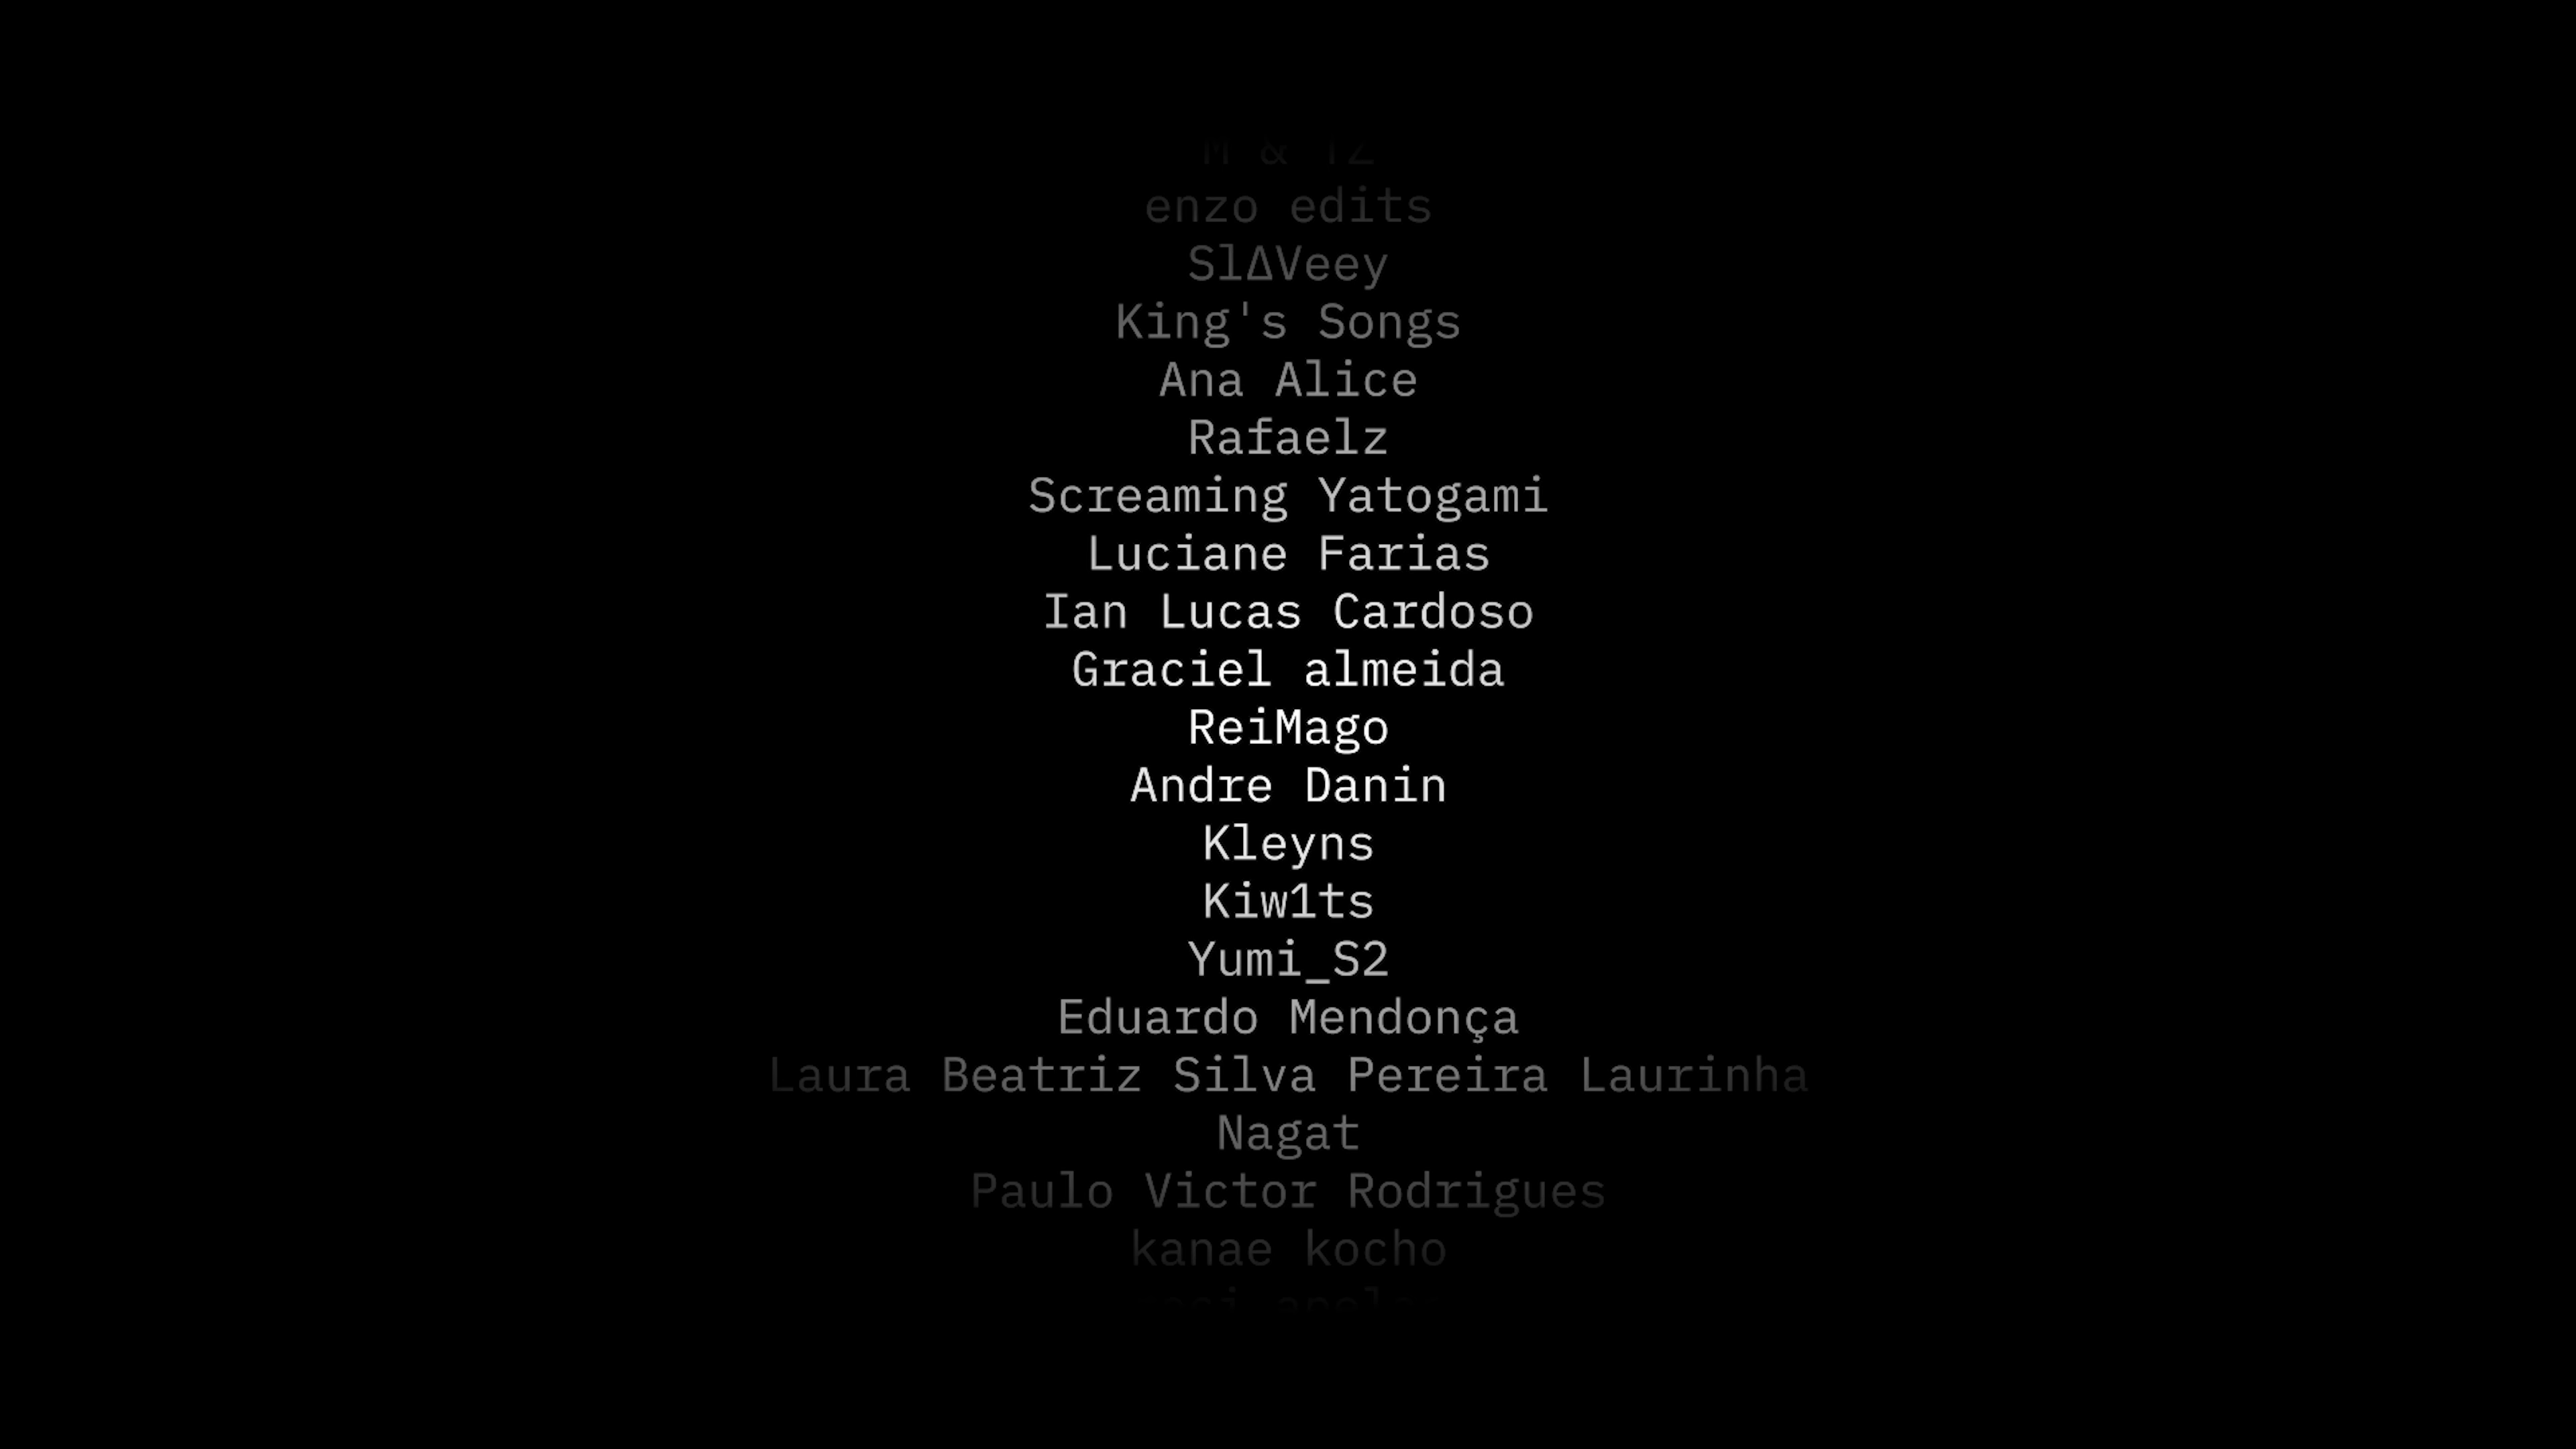 enzo edits
SlΔVeey
King's Songs
Ana Alice
Rafaelz
Screaming Yatogami
Luciane Farias
Ian Lucas Cardoso
Graciel almeida
ReiMago
Andre Danin
Kleyns
Kiw1ts
Yumi_S2
Eduardo Mendonça
Laura Beatriz Silva Pereira Laurinha
Nagat
Paulo Victor Rodrigues
kanae kocho